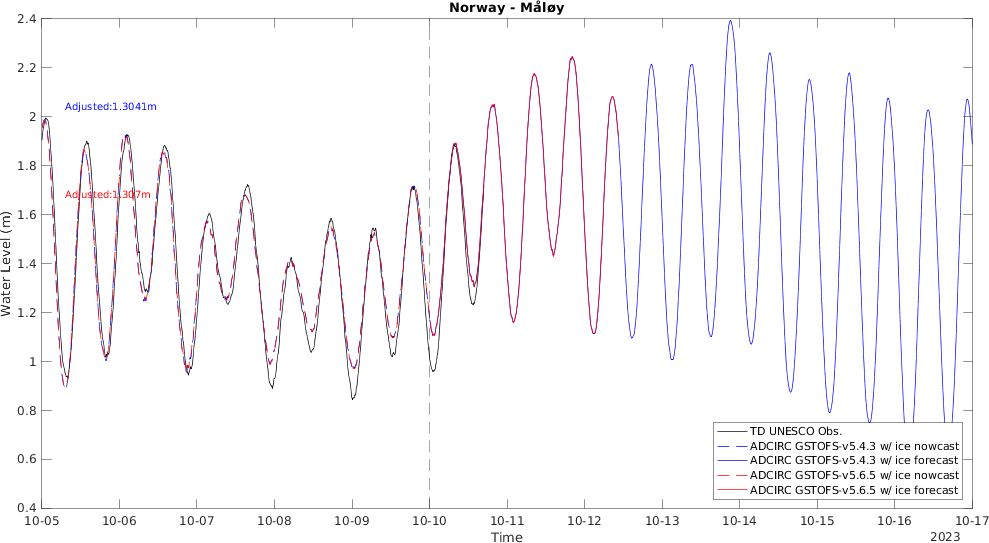 Norway - Måløy
Water Level (m)
2.4
2.2
2
1.8
1.6
1.4
1.2
1
0.8
0.6
0.4
Adjusted:1.3041m
Adjusted:1.307m
TD UNESCO Obs.
ADCIRC GSTOFS-v5.4.3 w/ ice nowcast
ADCIRC GSTOFS-v5.4.3 w/ ice forecast
ADCIRC GSTOFS-v5.6.5 w/ ice nowcast
ADCIRC GSTOFS-v5.6.5 w/ ice forecast
10-05 10-06 10-07 10-08 10-09 10-10 10-11 10-12 10-13 10-14 10-15 10-16 10-17
Time
2023